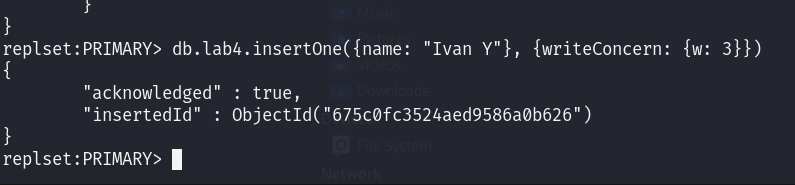 }
}
Music
replset:PRIMARY> db.lab4.insertOne({name: "Ivan Y"}, {writeConcern: {w: 3}})
Pictures
{
Videos
        "acknowledged" : true,
Downloads
        "insertedId" : ObjectId("675c0fc3524aed9586a0b626")
}
File System
replset:PRIMARY>
Network